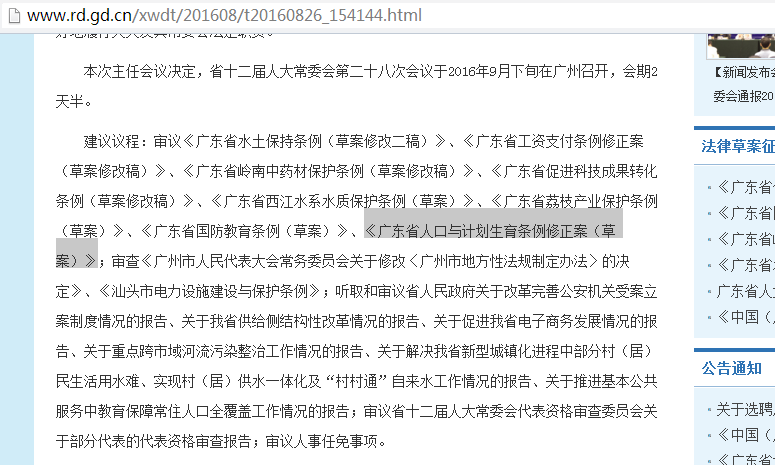 www.rd.gd.cn/xwdt/201608/t20160826_154144.html
本次主任会议决定，省十二届人大常委会第二十八次会议于2016年9月下旬在广州召开，会期2
天半。
建议议程：审议《广东省水土保持条例（草案修改二稿）》、《广东省工资支付条例修正案
（草案修改稿）》、《广东省岭南中药材保护条例（草案修改稿）》、《广东省促进科技成果转化
条例（草案修改稿）》、《广东省西江水系水质保护条例（草案）》、《广东省荔枝产业保护条例
（草案）》、《广东省国防教育条例（草案）》、《广东省人口与计划生育条例修正案（草
案）》；审查《广州市人民代表大会常务委员会关于修改〈广州市地方性法规制定办法〉的决
定》、《汕头市电力设施建设与保护条例》；听取和审议省人民政府关于改革完善公安机关受案立
案制度情况的报告、关于我省供给侧结构性改革情况的报告、关于促进我省电子商务发展情况的报
告、关于重点跨市域河流污染整治工作情况的报告、关于解决我省新型城镇化进程中部分村（居）
民生活用水难、实现村（居）供水一体化及“村村通”自来水工作情况的报告、关于推进基本公共
服务中教育保障常住人口全覆盖工作情况的报告；审议省十二届人大常委会代表资格审查委员会关
于部分代表的代表资格审查报告；审议人事任免事项。
【新闻发布会
委会通报20
法律草案征
《广东省
《广东省
《广东省
《广东省
广东省人
《中国（
公告通知
关于选聘
《中国（
《广东省